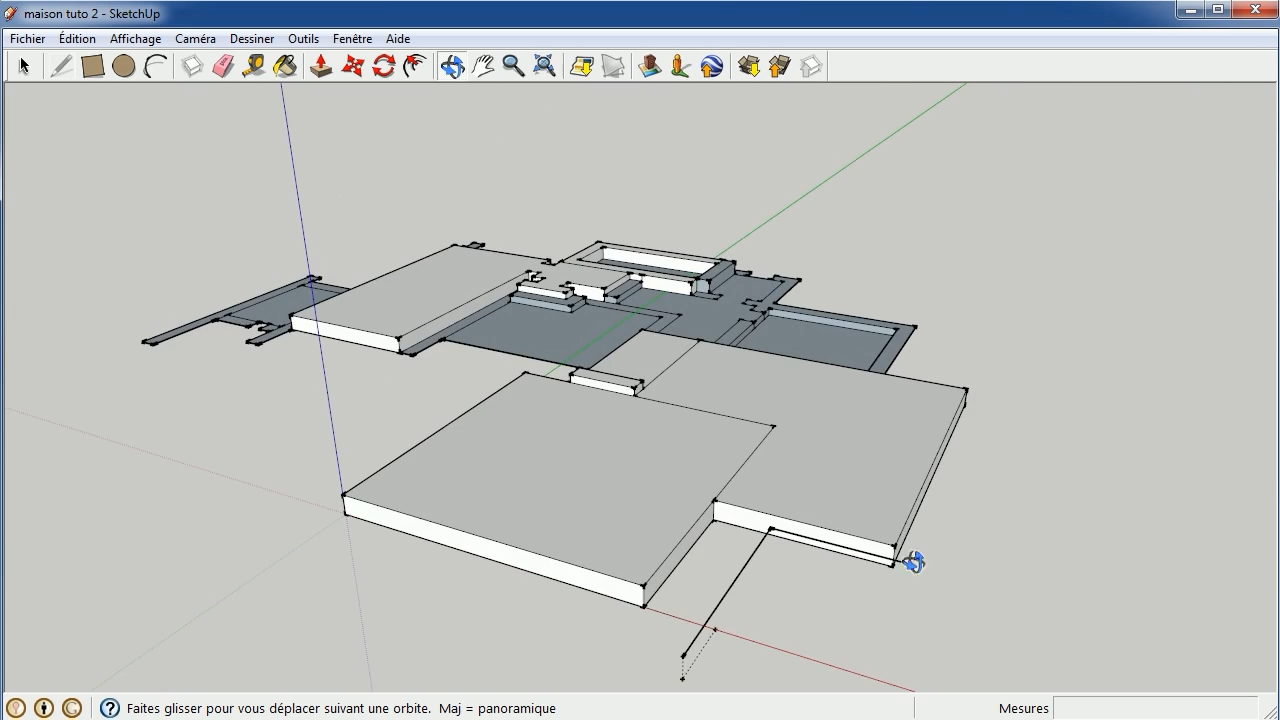 maison tuto 2 - SketchUp
Fichier Édition Affichage Caméra Dessiner Outils Fenêtre Aide
Faites glisser pour vous déplacer suivant une orbite. Maj = panoramique
Mesures